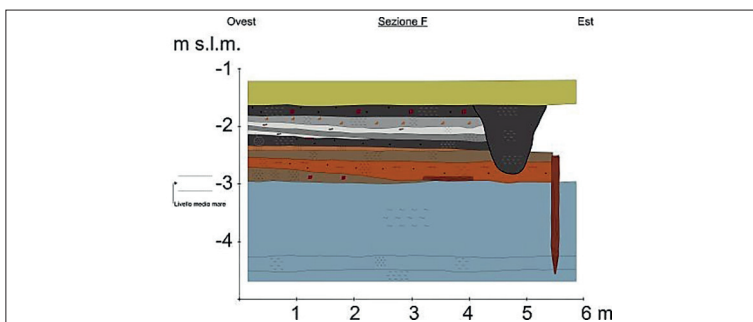 Ovest Sezione F Est
m s.l.m.
-1
-2
-3
Livello medio mare
-4
1 2 3 4 5 6 m